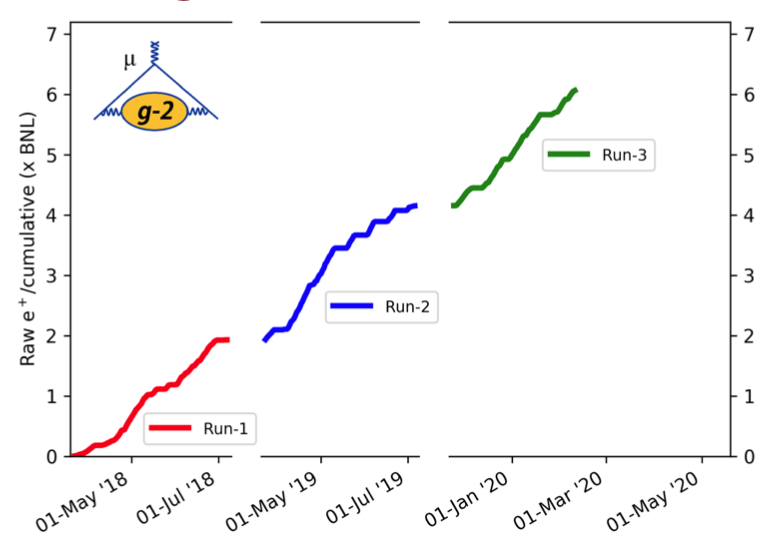 7
6
5
4
3
2
1
0
Raw e⁺/cumulative (x BNL)
μ
g-2
Run-1
Run-2
Run-3
7
6
5
4
3
2
1
0
01-May '18
01-Jul '18
01-May '19
01-Jul '19
01-Jan '20
01-Mar '20
01-May '20